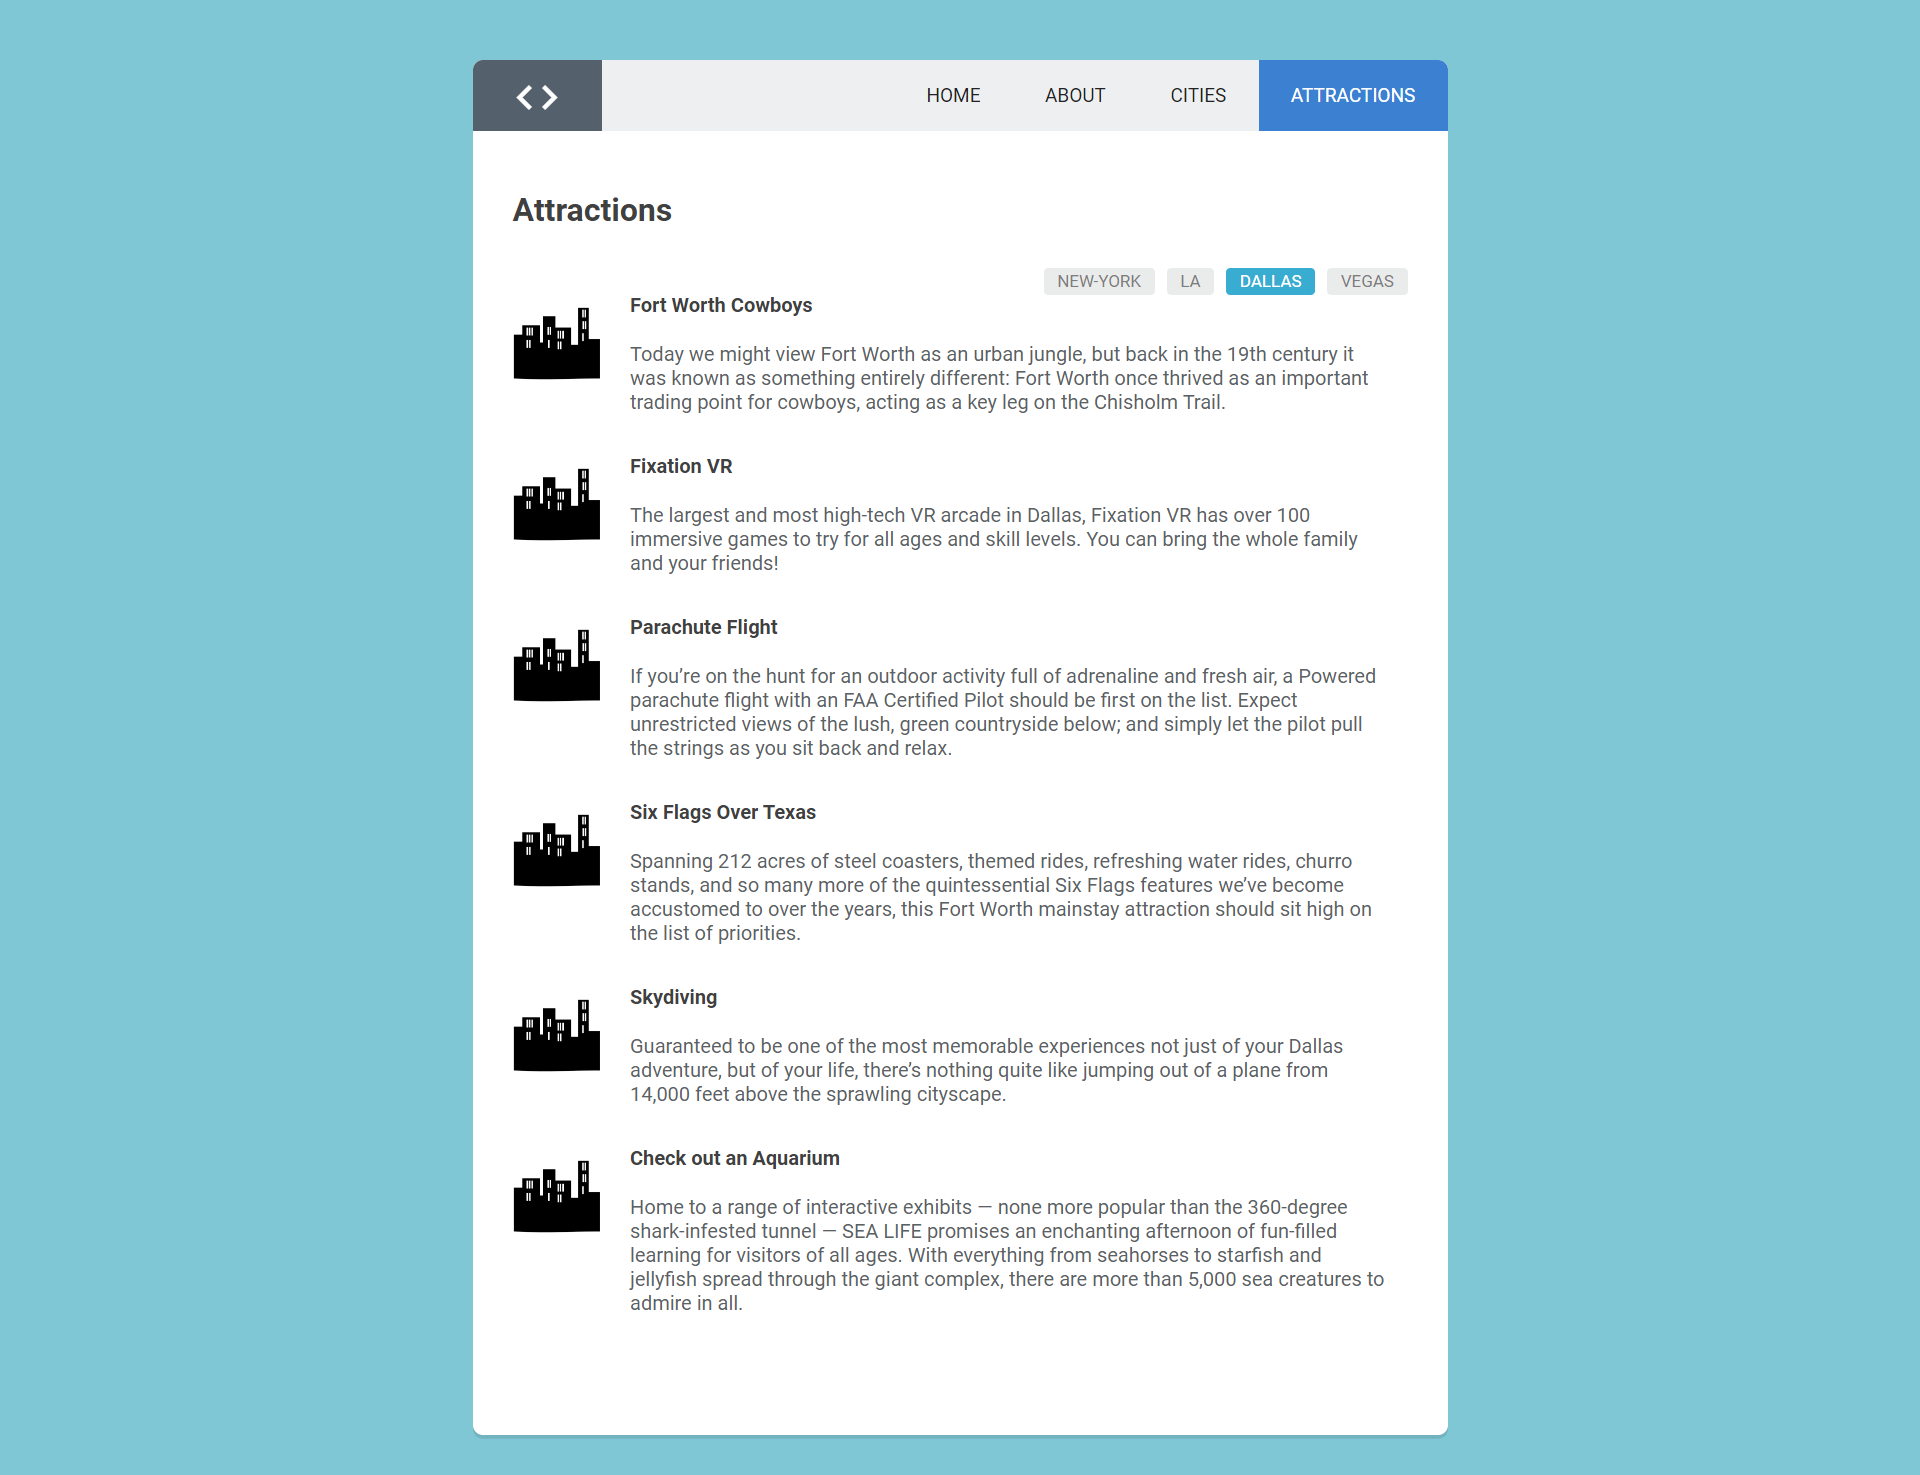 HOME ABOUT CITIES ATTRACTIONS
Attractions
NEW-YORK LA DALLAS VEGAS
Fort Worth Cowboys
Today we might view Fort Worth as an urban jungle, but back in the 19th century it
was known as something entirely different: Fort Worth once thrived as an important
trading point for cowboys, acting as a key leg on the Chisholm Trail.
Fixation VR
The largest and most high-tech VR arcade in Dallas, Fixation VR has over 100
immersive games to try for all ages and skill levels. You can bring the whole family
and your friends!
Parachute Flight
If you’re on the hunt for an outdoor activity full of adrenaline and fresh air, a Powered
parachute flight with an FAA Certified Pilot should be first on the list. Expect
unrestricted views of the lush, green countryside below; and simply let the pilot pull
the strings as you sit back and relax.
Six Flags Over Texas
Spanning 212 acres of steel coasters, themed rides, refreshing water rides, churro
stands, and so many more of the quintessential Six Flags features we’ve become
accustomed to over the years, this Fort Worth mainstay attraction should sit high on
the list of priorities.
Skydiving
Guaranteed to be one of the most memorable experiences not just of your Dallas
adventure, but of your life, there’s nothing quite like jumping out of a plane from
14,000 feet above the sprawling cityscape.
Check out an Aquarium
Home to a range of interactive exhibits — none more popular than the 360-degree
shark-infested tunnel — SEA LIFE promises an enchanting afternoon of fun-filled
learning for visitors of all ages. With everything from seahorses to starfish and
jellyfish spread through the giant complex, there are more than 5,000 sea creatures to
admire in all.